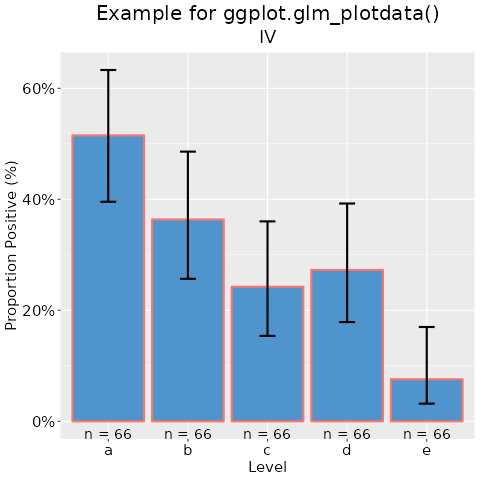 Example for ggplot.glm_plotdata()
IV
Proportion Positive (%)
60%
40%
20%
0%
n = 66 n = 66 n = 66 n = 66 n = 66
a b c d e
Level